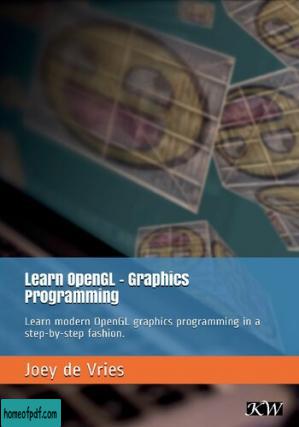 Learn OpenGL - Graphics
Programming
Learn modern OpenGL graphics programming in a
step-by-step fashion.
Joey de Vries
KW
homeofpdf.com